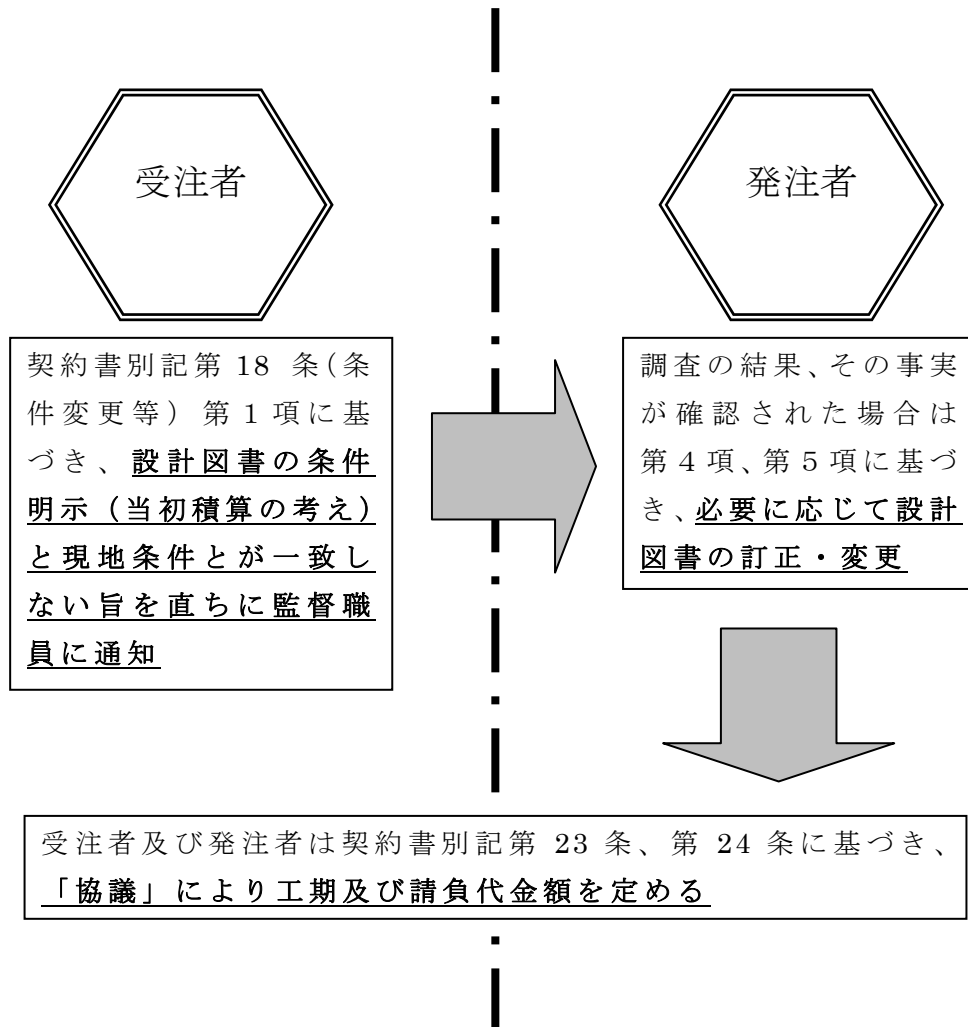 受注者
発注者
契約書別記第 18 条(条
件変更等) 第1項に基
づき、設計図書の条件
明示（当初積算の考え）
と現地条件とが一致し
ない旨を直ちに監督職
員に通知
調査の結果、その事実
が確認された場合は
第4項、第5項に基づ
き、必要に応じて設計
図書の訂正・変更
受注者及び発注者は契約書別記第 23 条、第 24 条に基づき、
「協議」により工期及び請負代金額を定める